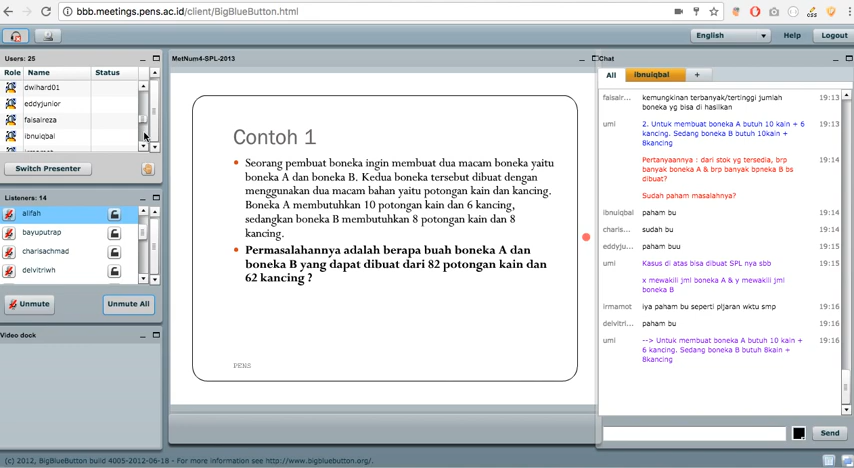 bbb.meetings.pens.ac.id/client/BigBlueButton.html
English
Help
Logout
Users: 25
Role Name Status
dwihard01
eddyjunior
faisalreza
ibnuiqbal
Switch Presenter
Listeners: 14
alifah
bayuputrap
charisachmad
delvitriwh
Unmute
Unmute All
Video dock
MetNum4-SPL-2013
Contoh 1
• Seorang pembuat boneka ingin membuat dua macam boneka yaitu
boneka A dan boneka B. Kedua boneka tersebut dibuat dengan
menggunakan dua macam bahan yaitu potongan kain dan kancing.
Boneka A membutuhkan 10 potongan kain dan 6 kancing,
sedangkan boneka B membutuhkan 8 potongan kain dan 8
kancing.
• Permasalahannya adalah berapa buah boneka A dan
boneka B yang dapat dibuat dari 82 potongan kain dan
62 kancing ?
PENS
Chat
All ibnuiqbal +
faisalr... kemungkinan terbanyak/tertinggi jumlah 19:13
boneka yg bisa di hasilkan
umi 2. Untuk membuat boneka A butuh 10 kain + 6 19:13
kancing. Sedang boneka B butuh 10kain +
8kancing
Pertanyaannya : dari stok yg tersedia, brp 19:14
banyak boneka A & brp banyak bpneka B bs
dibuat?
Sudah paham masalahnya?
ibnuiqbal paham bu 19:14
charis... sudah bu 19:14
eddyju... paham buu 19:15
umi Kasus di atas bisa dibuat SPL nya sbb 19:15
x mewakili jml boneka A & y mewakili jml
boneka B
irmamot iya paham bu seperti pljaran wktu smp 19:16
delvitri... paham bu 19:16
umi --> Untuk membuat boneka A butuh 10 kain + 19:16
6 kancing. Sedang boneka B butuh 8kain +
8kancing
Send
(c) 2012, BigBlueButton build 4005-2012-06-18 - For more information see http://www.bigbluebutton.org/.